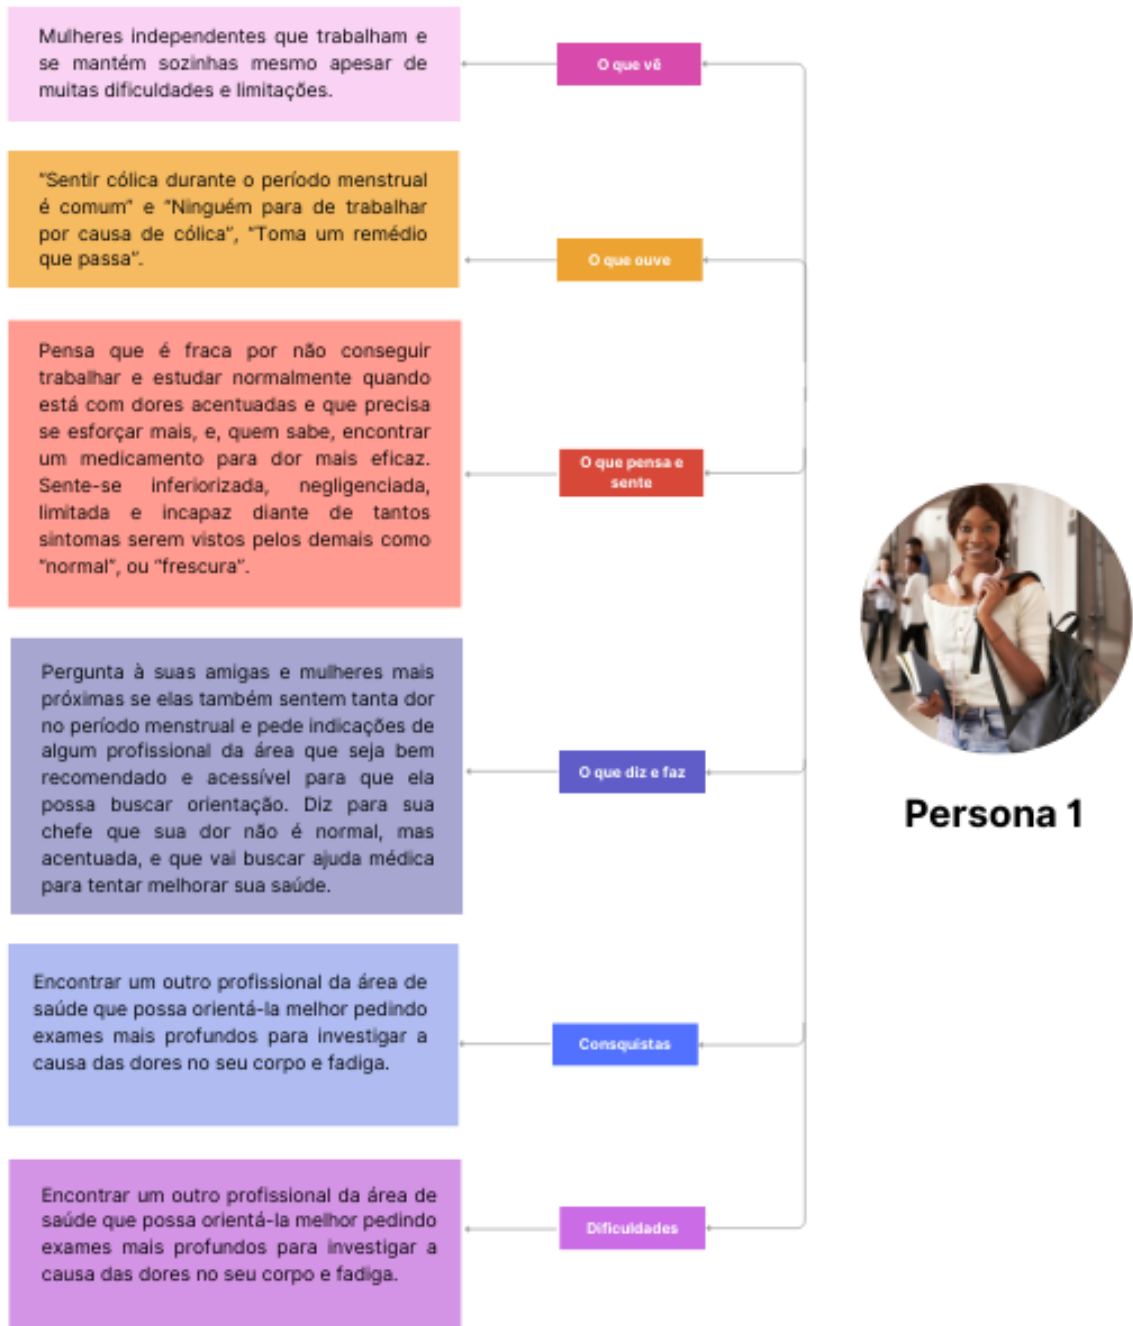 Mulheres independentes que trabalham e
se mantém sozinhas mesmo apesar de
muitas dificuldades e limitações.
O que vê
"Sentir cólica durante o período menstrual
é comum" e "Ninguém para de trabalhar
por causa de cólica", "Toma um remédio
que passa".
O que ouve
Pensa que é fraca por não conseguir
trabalhar e estudar normalmente quando
está com dores acentuadas e que precisa
se esforçar mais, e, quem sabe, encontrar
um medicamento para dor mais eficaz.
Sente-se inferiorizada, negligenciada,
limitada e incapaz diante de tantos
sintomas serem vistos pelos demais como
"normal", ou "frescura".
O que pensa e
sente
Pergunta à suas amigas e mulheres mais
próximas se elas também sentem tanta dor
no período menstrual e pede indicações de
algum profissional da área que seja bem
recomendado e acessível para que ela
possa buscar orientação. Diz para sua
chefe que sua dor não é normal, mas
acentuada, e que vai buscar ajuda médica
para tentar melhorar sua saúde.
O que diz e faz
Persona 1
Encontrar um outro profissional da área de
saúde que possa orientá-la melhor pedindo
exames mais profundos para investigar a
causa das dores no seu corpo e fadiga.
Consquistas
Encontrar um outro profissional da área de
saúde que possa orientá-la melhor pedindo
exames mais profundos para investigar a
causa das dores no seu corpo e fadiga.
Dificuldades